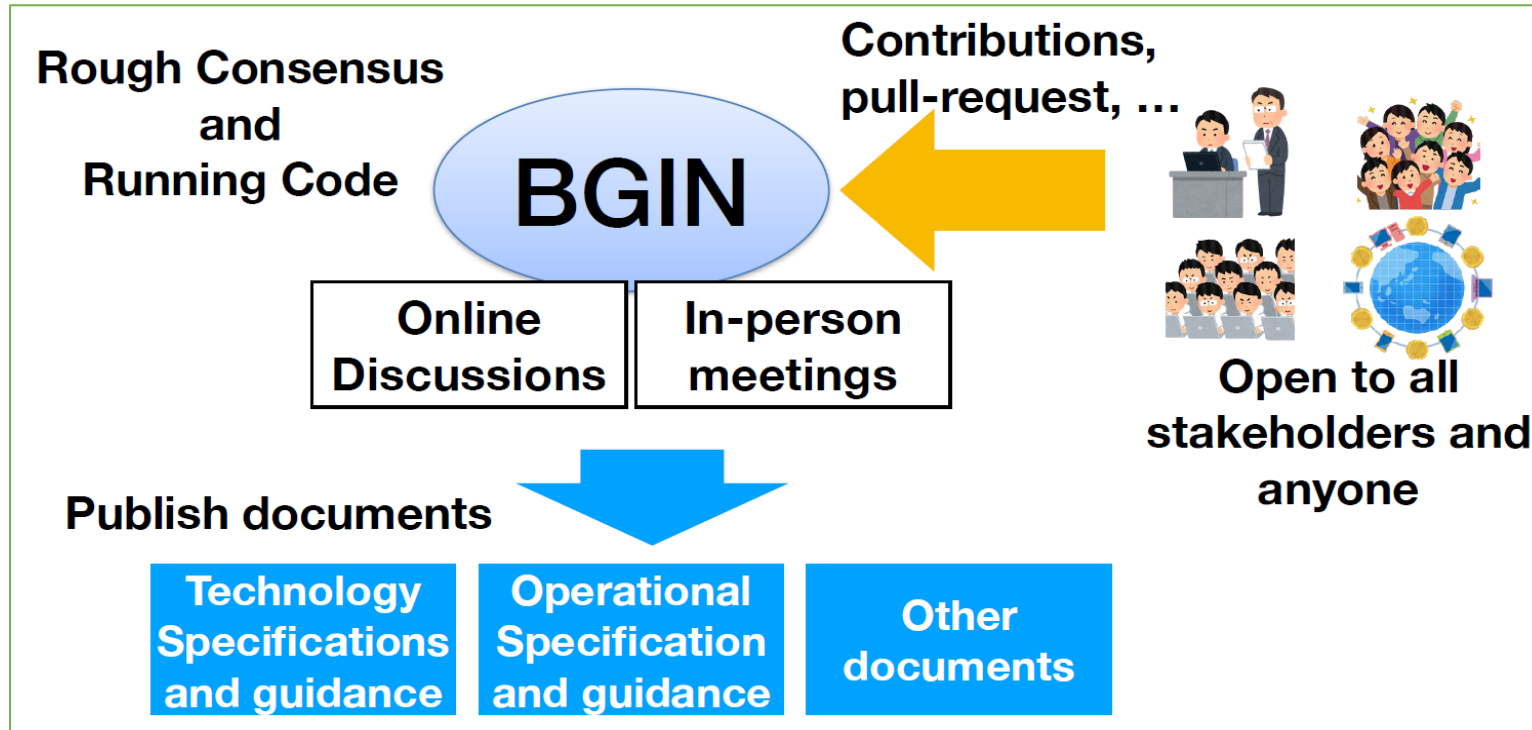 Rough Consensus
and
Running Code
BGIN
Contributions,
pull-request, ...
Online
Discussions
In-person
meetings
Open to all
stakeholders and
anyone
Publish documents
Technology
Specifications
and guidance
Operational
Specification
and guidance
Other
documents